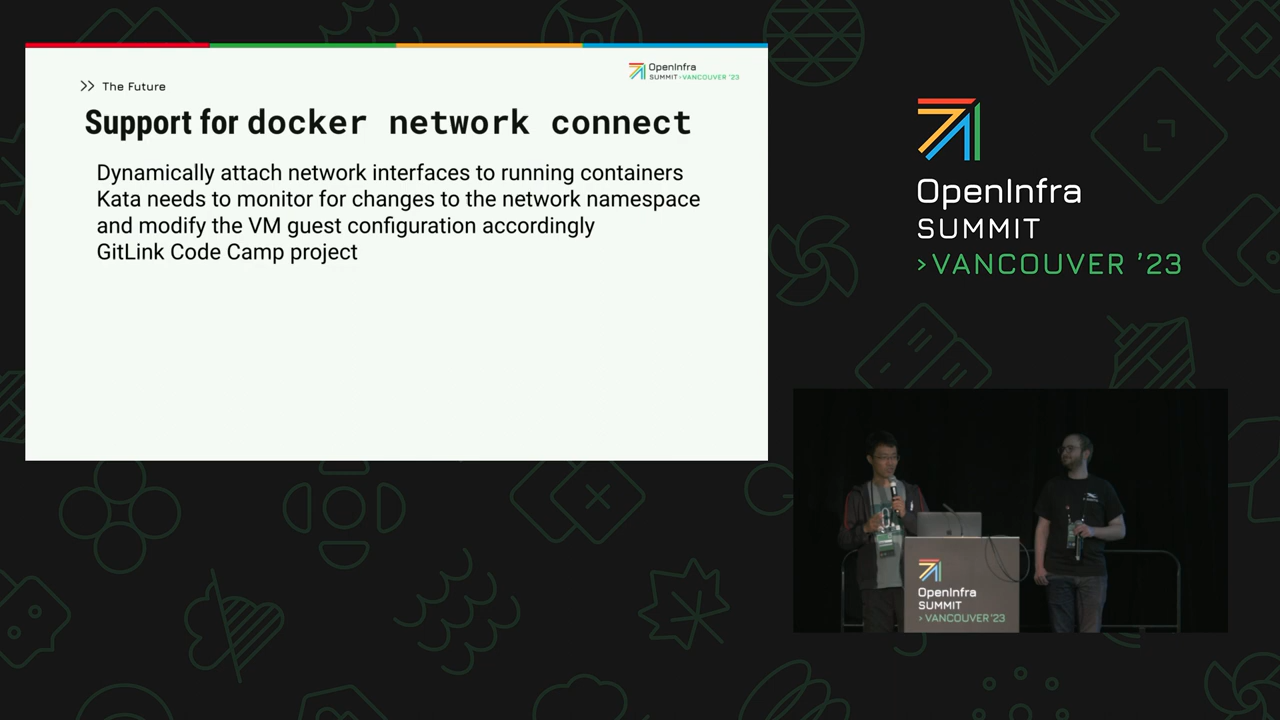 OpenInfra
SUMMIT >VANCOUVER '23
>> The Future
Support for docker network connect
Dynamically attach network interfaces to running containers
Kata needs to monitor for changes to the network namespace
and modify the VM guest configuration accordingly
GitLink Code Camp project
OpenInfra
SUMMIT
>VANCOUVER '23
OpenInfra
SUMMIT
>VANCOUVER '23